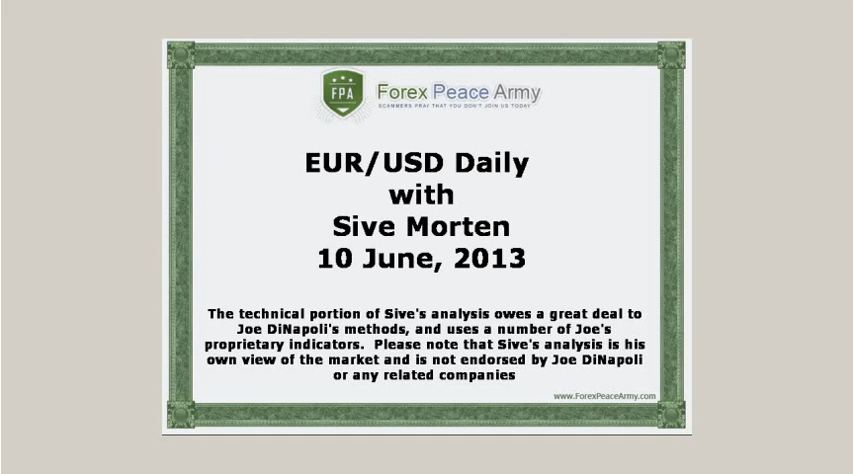 FPA
Forex Peace Army
SCAMMERS PRAY THAT YOU DON'T JOIN US TODAY
EUR/USD Daily
with
Sive Morten
10 June, 2013
The technical portion of Sive's analysis owes a great deal to
Joe DiNapoli's methods, and uses a number of Joe's
proprietary indicators.  Please note that Sive's analysis is his
own view of the market and is not endorsed by Joe DiNapoli
or any related companies
www.ForexPeaceArmy.com